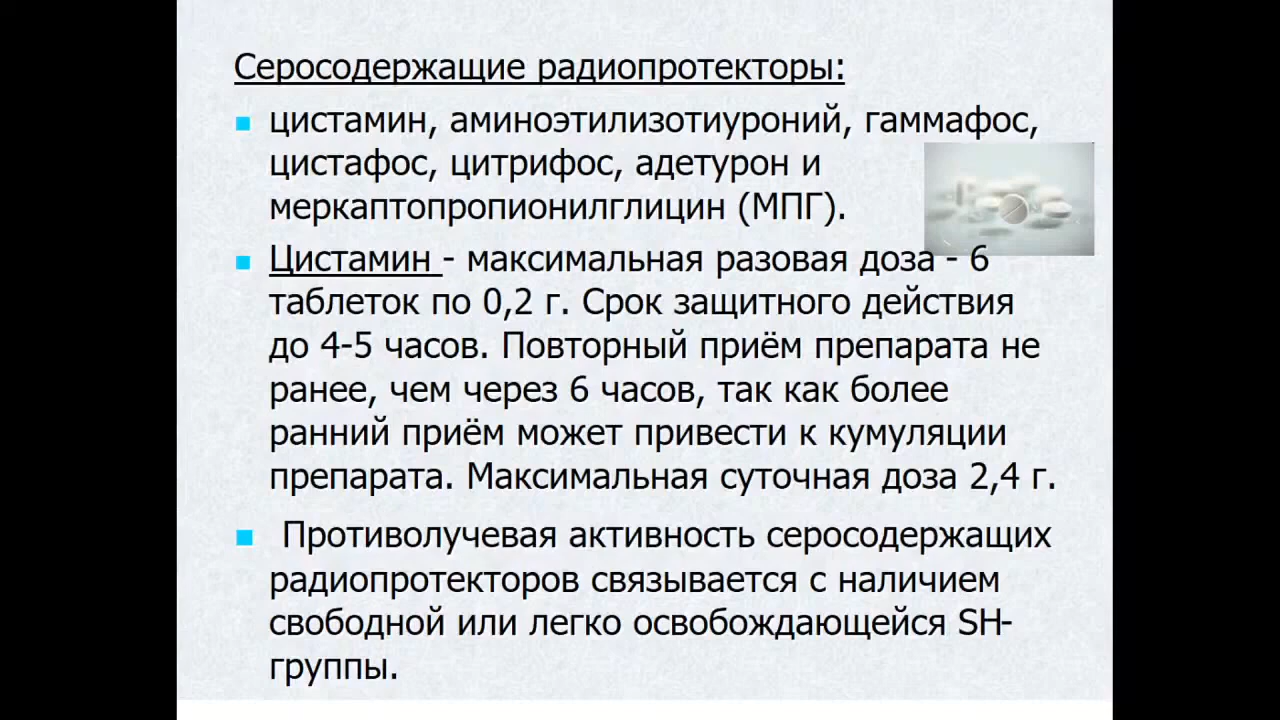 Серосодержащие радиопротекторы:
цистамин, аминоэтилизотиуроний, гаммафос,
цистафос, цитрифос, адетурон и
меркаптопропионилглицин (МПГ).
Цистамин - максимальная разовая доза - 6
таблеток по 0,2 г. Срок защитного действия
до 4-5 часов. Повторный приём препарата не
ранее, чем через 6 часов, так как более
ранний приём может привести к кумуляции
препарата. Максимальная суточная доза 2,4 г.
Противолучевая активность серосодержащих
радиопротекторов связывается с наличием
свободной или легко освобождающейся SH-
группы.